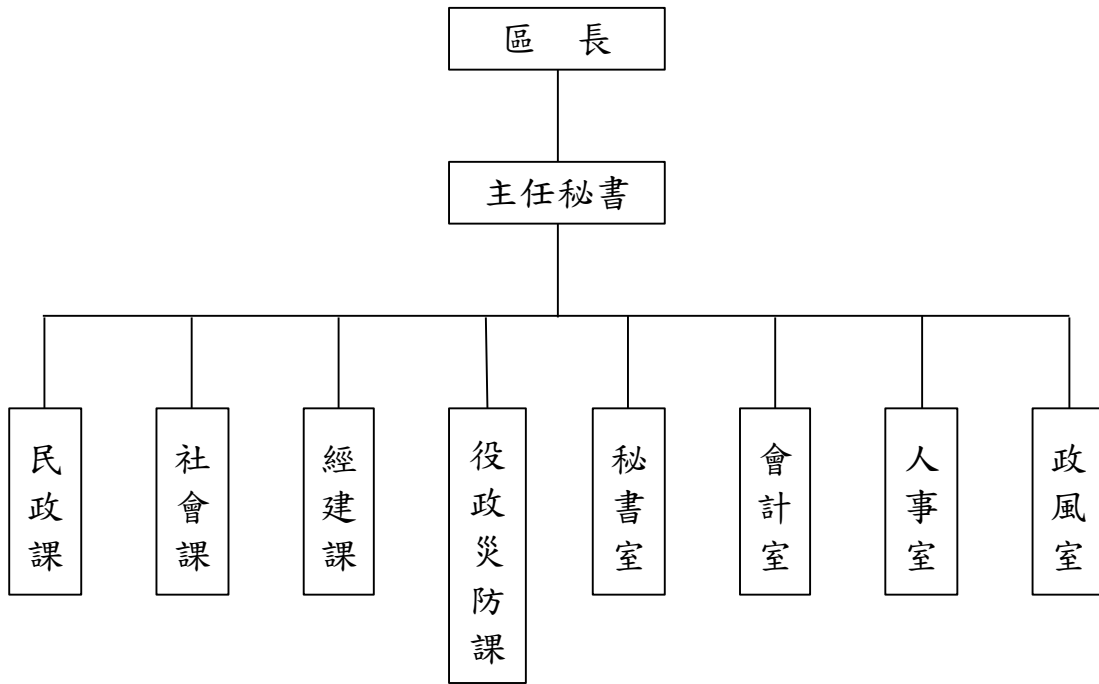 區 長
主任秘書
民政課
社會課
經建課
役政災防課
秘書室
會計室
人事室
政風室